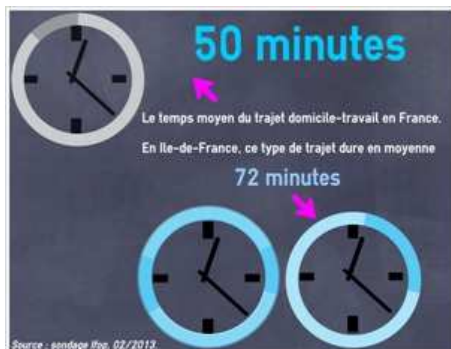 50 minutes
Le temps moyen du trajet domicile-travail en France.
En Ile-de-France, ce type de trajet dure en moyenne
72 minutes
Source : sondage Ifop, 02/2013.